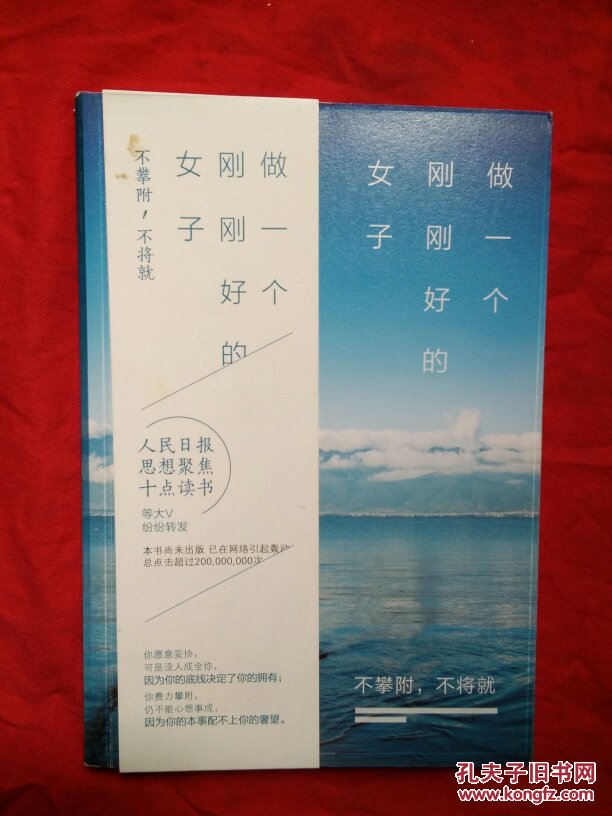 做一个
刚刚好的
女子
不攀附，不将就
人民日报
思想聚焦
十点读书
等大V
纷纷转发
本书尚未出版 已在网络引起轰动
总点击超过200,000,000次
你愿意妥协，
可是没人成全你，
因为你的底线决定了你的拥有；
你费力攀附，
仍不能心想事成，
因为你的本事配不上你的奢望。
做一个
刚刚好的
女子
不攀附，不将就
孔夫子旧书网
www.kongfz.com